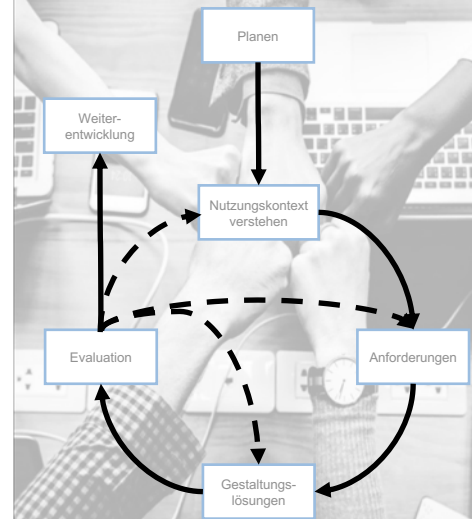 Planen
Weiter-
entwicklung
Nutzungskontext
verstehen
Evaluation
Anforderungen
Gestaltungs-
lösungen